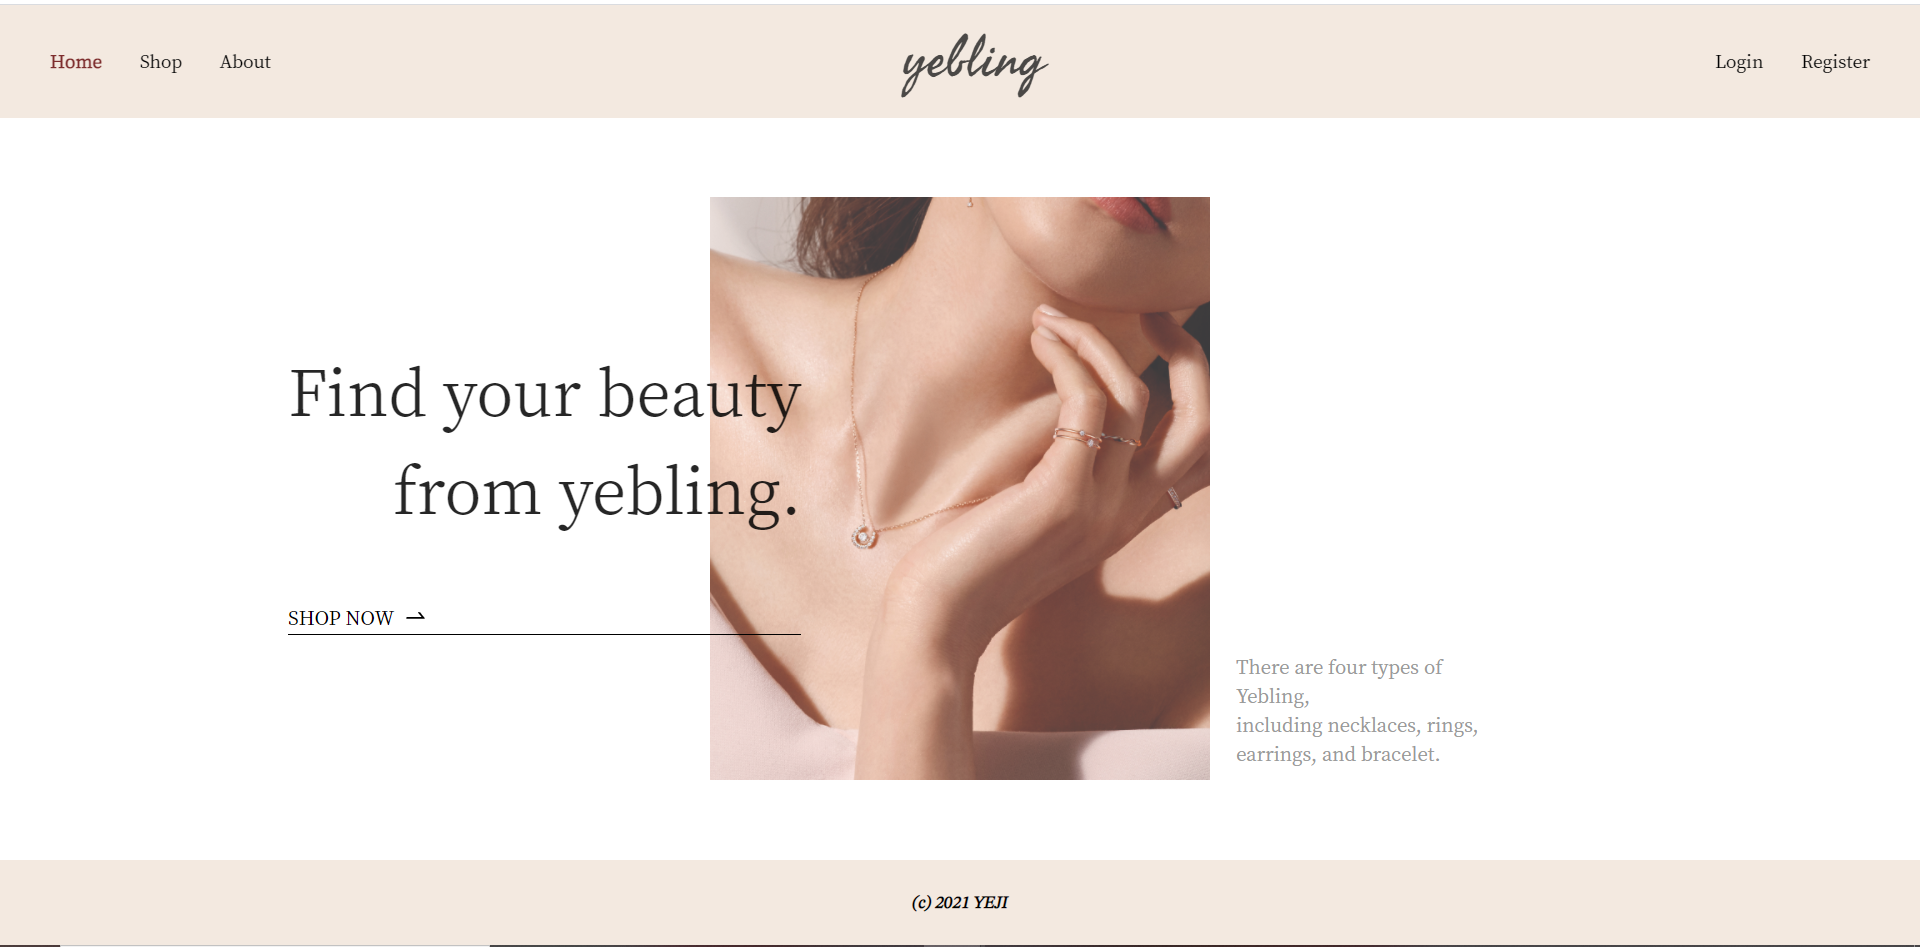 Home Shop About yebling Login Register
Find your beauty
from yebling.
SHOP NOW →
There are four types of
Yebling,
including necklaces, rings,
earrings, and bracelet.
(c) 2021 YEJI